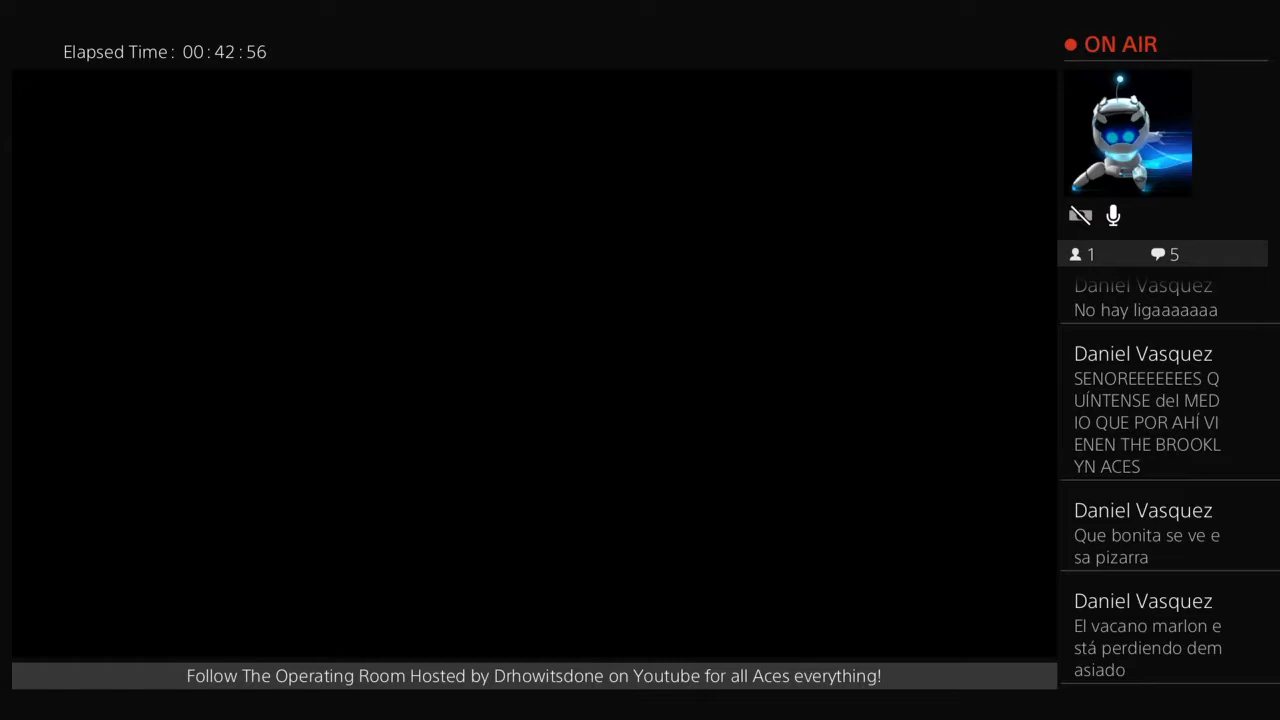 Elapsed Time: 00:42:56
ON AIR
1 5
Daniel Vasquez
No hay ligaaaaaaa
Daniel Vasquez
SENOREEEEEEES Q
UÍNTENSE del MED
IO QUE POR AHÍ VI
ENEN THE BROOKL
YN ACES
Daniel Vasquez
Que bonita se ve e
sa pizarra
Daniel Vasquez
El vacano marlon e
stá perdiendo dem
asiado
Follow The Operating Room Hosted by Drhowitsdone on Youtube for all Aces everything!